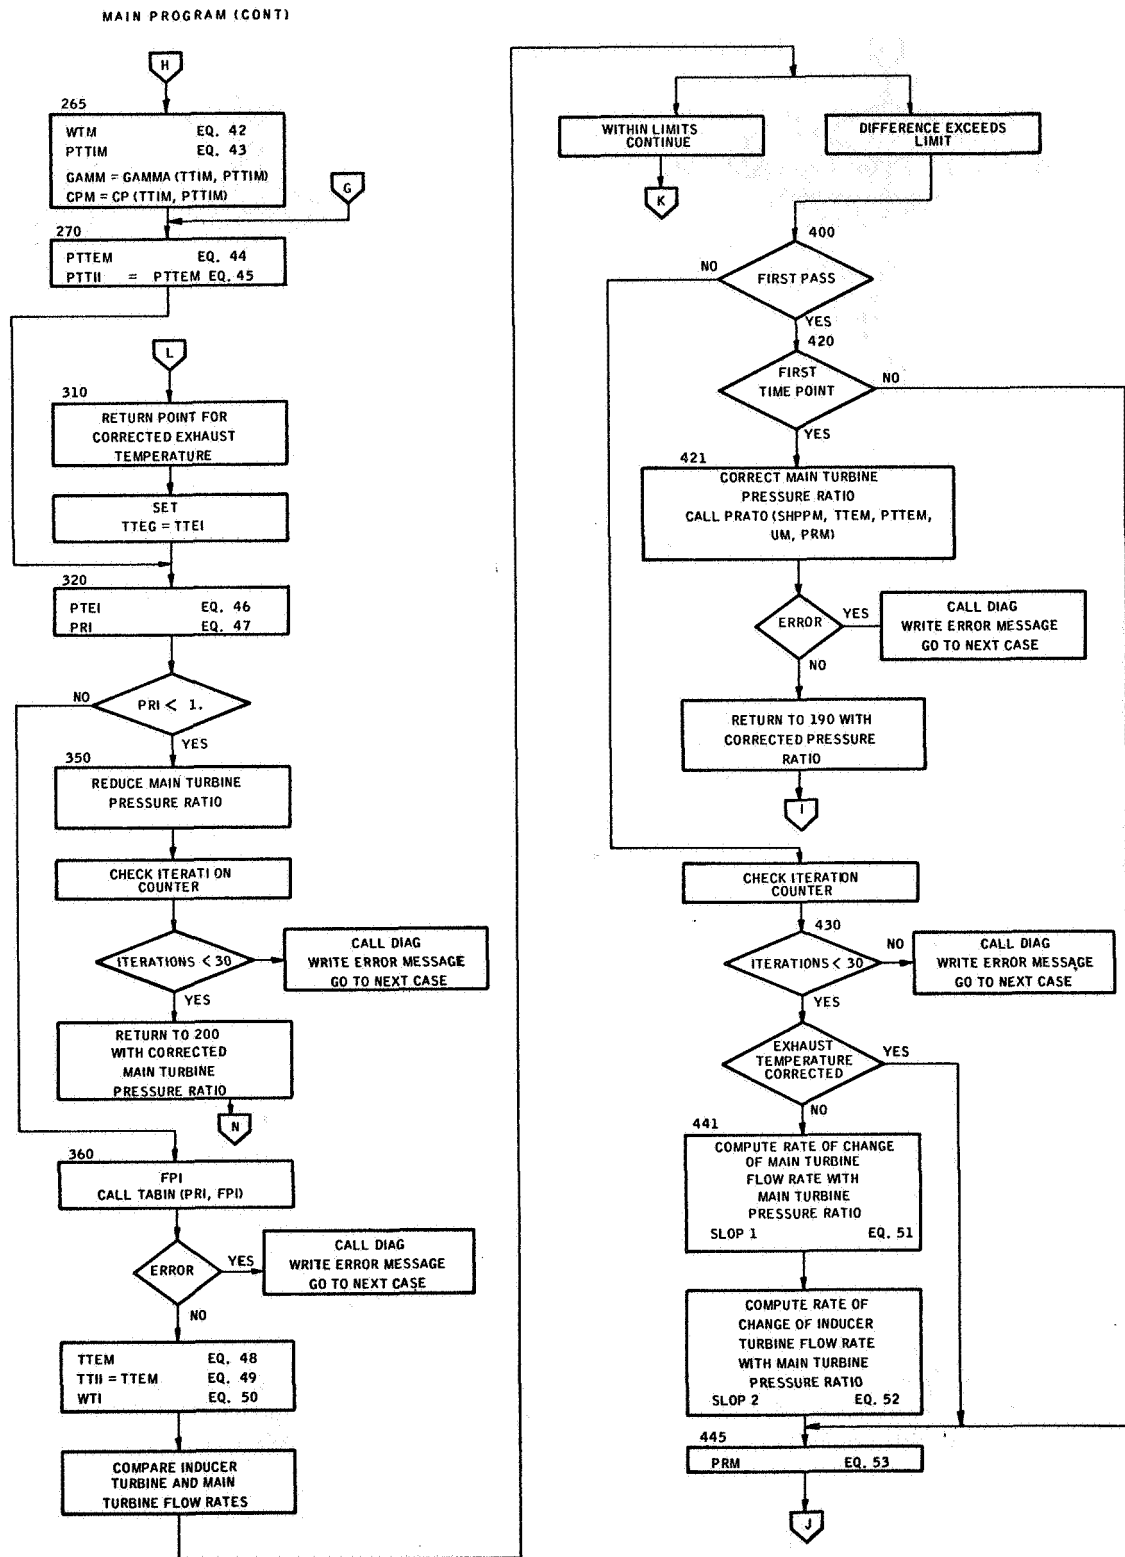 MAIN PROGRAM (CONT)
H
265
WTM EQ. 42
PTTIM EQ. 43
GAMM = GAMMA (TTIM, PTTIM)
CPM = CP (TTIM, PTTIM)
G
270
PTTEM EQ. 44
PTTII = PTTEM EQ. 45
L
310
RETURN POINT FOR
CORRECTED EXHAUST
TEMPERATURE
SET
TTEG = TTEI
320
PTEI EQ. 46
PRI EQ. 47
NO
PRI < 1.
YES
350
REDUCE MAIN TURBINE
PRESSURE RATIO
CHECK ITERATION
COUNTER
ITERATIONS < 30
CALL DIAG
WRITE ERROR MESSAGE
GO TO NEXT CASE
YES
RETURN TO 200
WITH CORRECTED
MAIN TURBINE
PRESSURE RATIO
N
360
FPI
CALL TABIN (PRI, FPI)
ERROR
YES
CALL DIAG
WRITE ERROR MESSAGE
GO TO NEXT CASE
NO
TTEM EQ. 48
TTII = TTEM EQ. 49
WTI EQ. 50
COMPARE INDUCER
TURBINE AND MAIN
TURBINE FLOW RATES
WITHIN LIMITS
CONTINUE
K
DIFFERENCE EXCEEDS
LIMIT
400
NO
FIRST PASS
YES
420
FIRST
TIME POINT
NO
YES
421
CORRECT MAIN TURBINE
PRESSURE RATIO
CALL PRATO (SHPPM, TTEM, PTTEM,
UM, PRM)
ERROR
YES
CALL DIAG
WRITE ERROR MESSAGE
GO TO NEXT CASE
NO
RETURN TO 190 WITH
CORRECTED PRESSURE
RATIO
I
CHECK ITERATION
COUNTER
430
ITERATIONS < 30
NO
CALL DIAG
WRITE ERROR MESSAGE
GO TO NEXT CASE
YES
EXHAUST
TEMPERATURE
CORRECTED
YES
NO
441
COMPUTE RATE OF CHANGE
OF MAIN TURBINE
FLOW RATE WITH
MAIN TURBINE
PRESSURE RATIO
SLOP 1 EQ. 51
COMPUTE RATE OF
CHANGE OF INDUCER
TURBINE FLOW RATE
WITH MAIN TURBINE
PRESSURE RATIO
SLOP 2 EQ. 52
445
PRM EQ. 53
J